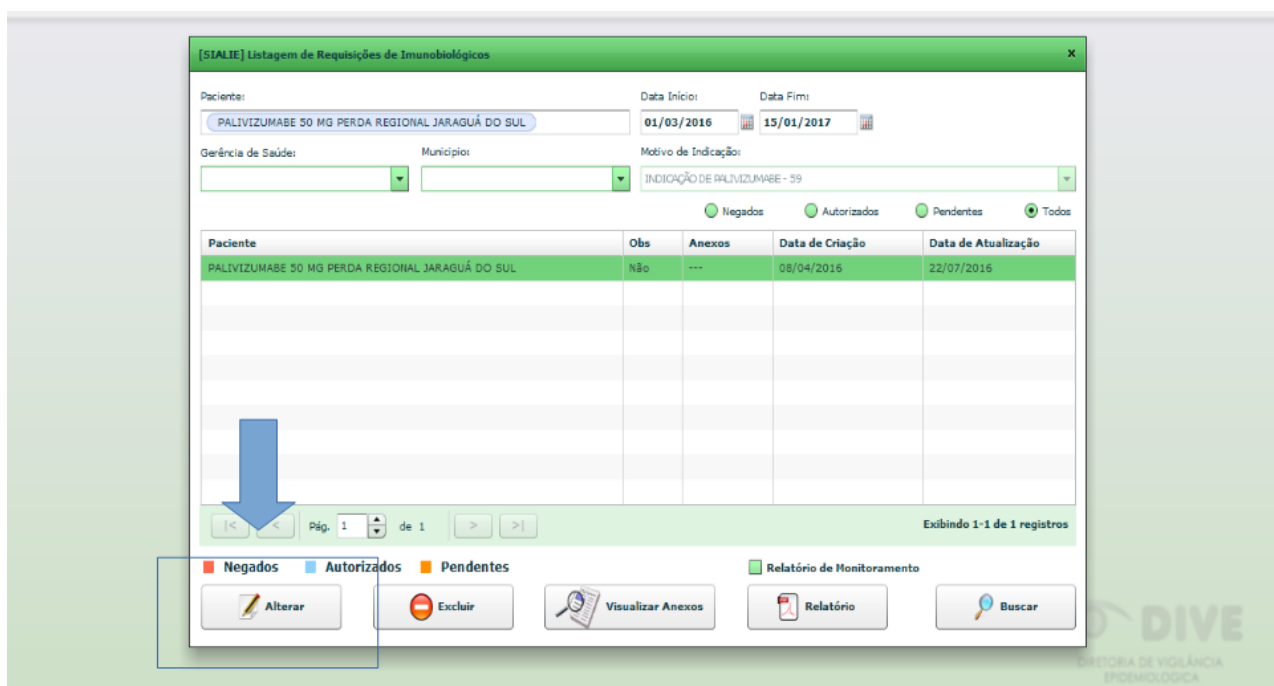 [SIALIE] Listagem de Requisições de Imunobiológicos x
Paciente: Data Início: Data Fim:
PALIVIZUMABE 50 MG PERDA REGIONAL JARAGUÁ DO SUL 01/03/2016 15/01/2017
Gerência de Saúde: Município: Motivo de Indicação:
INDICAÇÃO DE PALIVIZUMABE - 59
Negados Autorizados Pendentes Todos
Paciente Obs Anexos Data de Criação Data de Atualização
PALIVIZUMABE 50 MG PERDA REGIONAL JARAGUÁ DO SUL Não --- 08/04/2016 22/07/2016
|< < Pág. 1 de 1 > >| Exibindo 1-1 de 1 registros
Negados Autorizados Pendentes Relatório de Monitoramento
Alterar Excluir Visualizar Anexos Relatório Buscar
DIVE
DIRETORIA DE VIGILÂNCIA
EPIDEMIOLOGICA